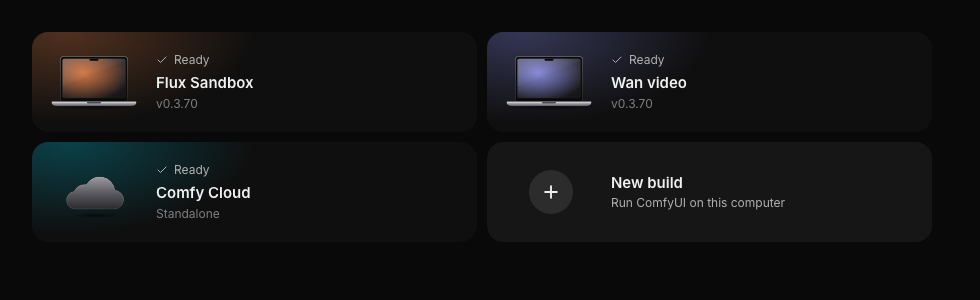 Ready
Flux Sandbox
v0.3.70
Ready
Wan video
v0.3.70
Ready
Comfy Cloud
Standalone
New build
Run ComfyUI on this computer